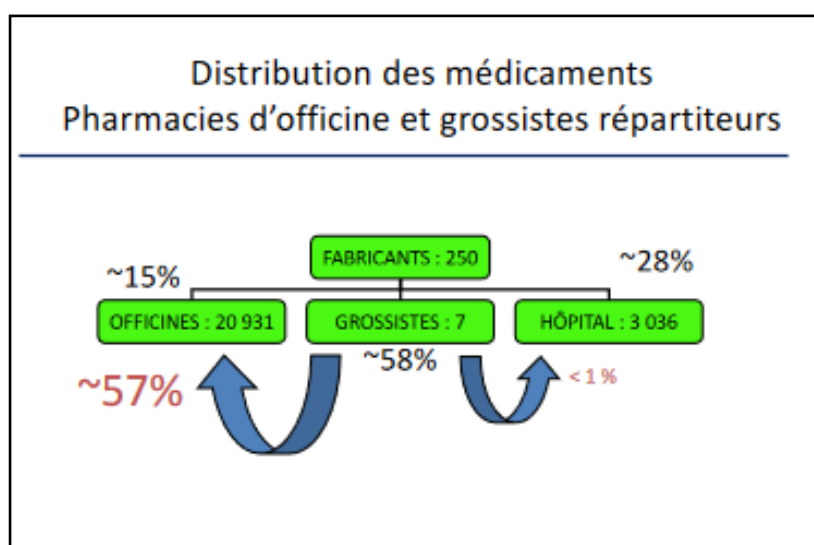 Distribution des médicaments
Pharmacies d'officine et grossistes répartiteurs
FABRICANTS : 250
~15%
~28%
OFFICINES : 20 931
GROSSISTES : 7
HÔPITAL : 3 036
~58%
~57%
< 1 %